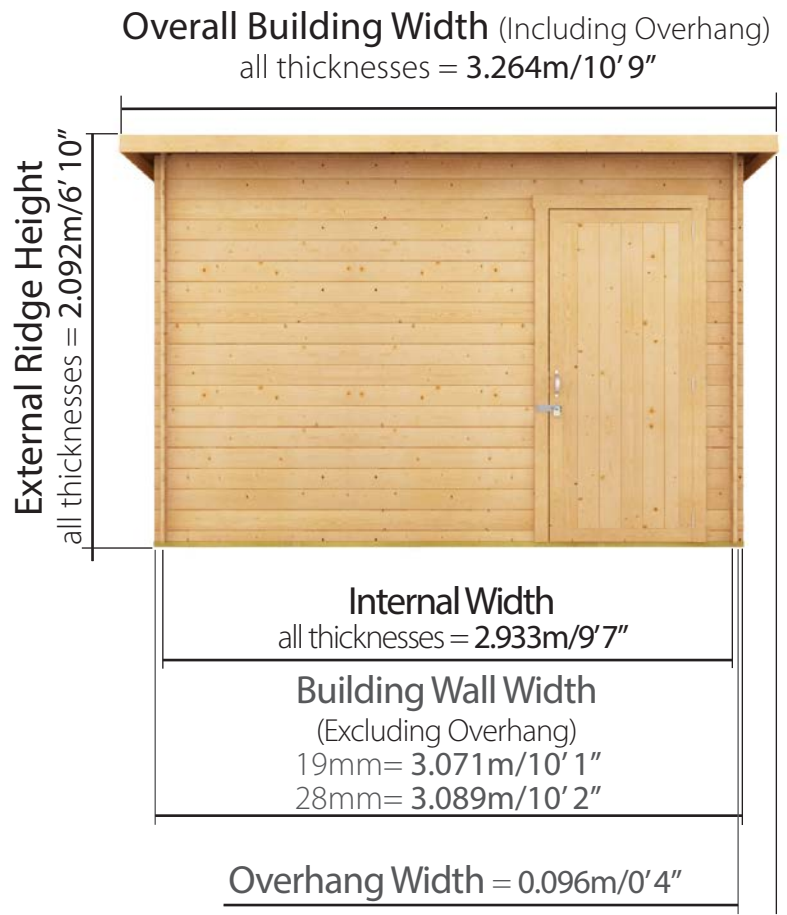 Overall Building Width (Including Overhang)
all thicknesses = 3.264m/10' 9”
External Ridge Height
all thicknesses = 2.092m/6' 10”
Internal Width
all thicknesses = 2.933m/9'7”
Building Wall Width
(Excluding Overhang)
19mm= 3.071m/10' 1”
28mm= 3.089m/10' 2”
Overhang Width = 0.096m/0' 4”